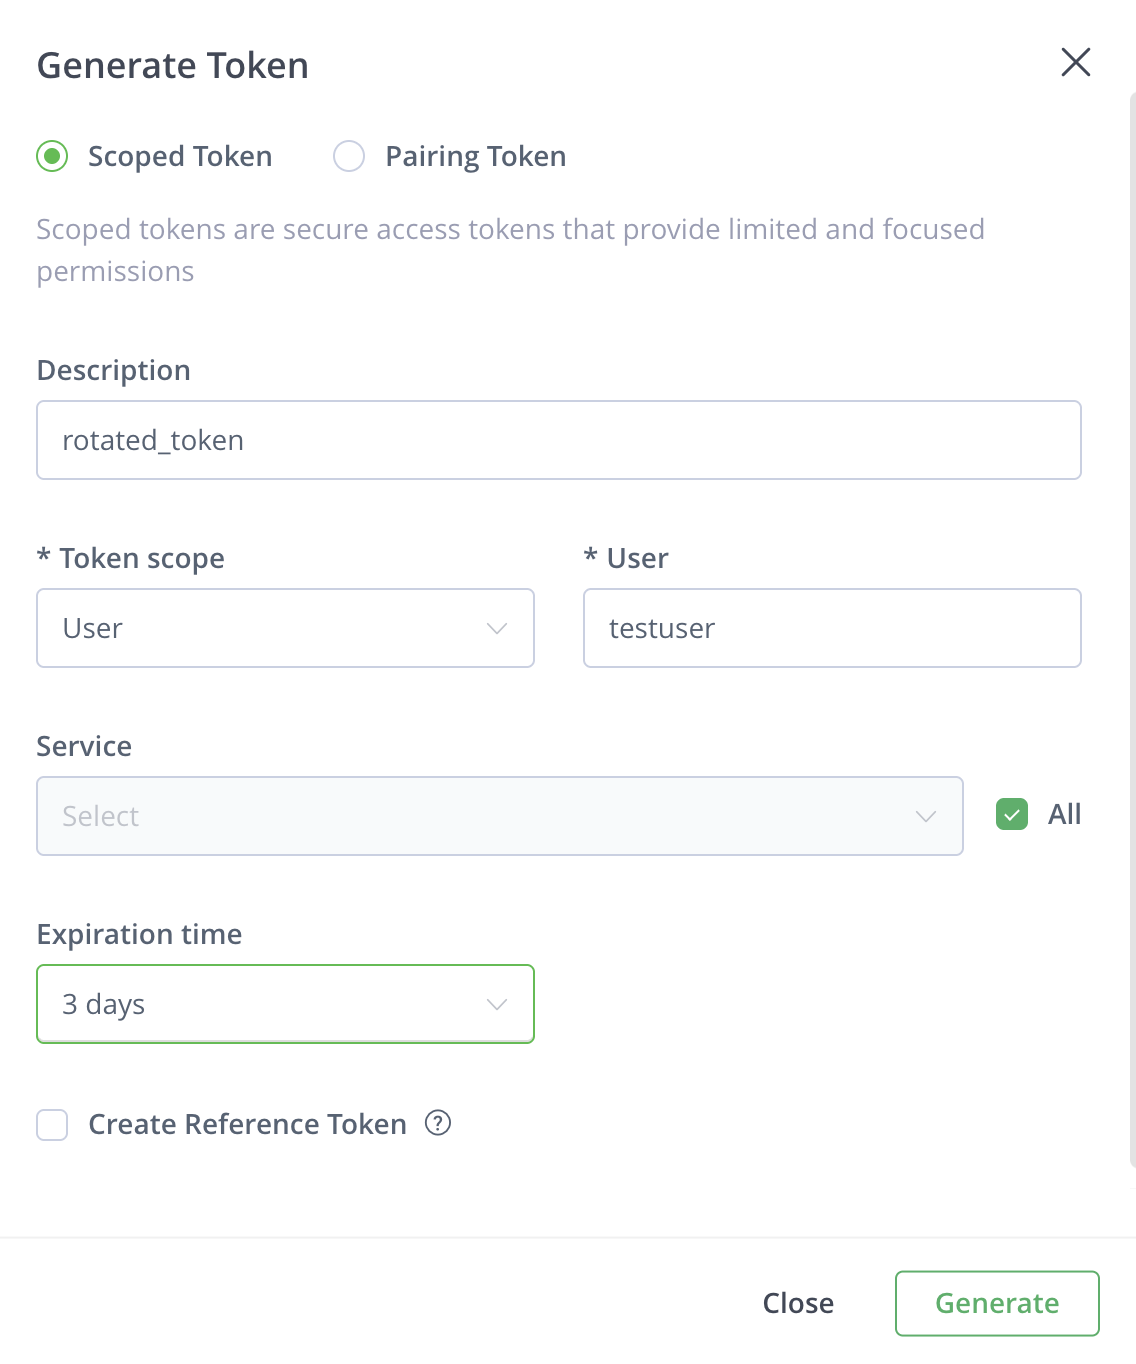 Generate Token
Scoped Token Pairing Token
Scoped tokens are secure access tokens that provide limited and focused
permissions
Description
rotated_token
* Token scope * User
User testuser
Service
Select All
Expiration time
3 days
Create Reference Token ?
Close Generate